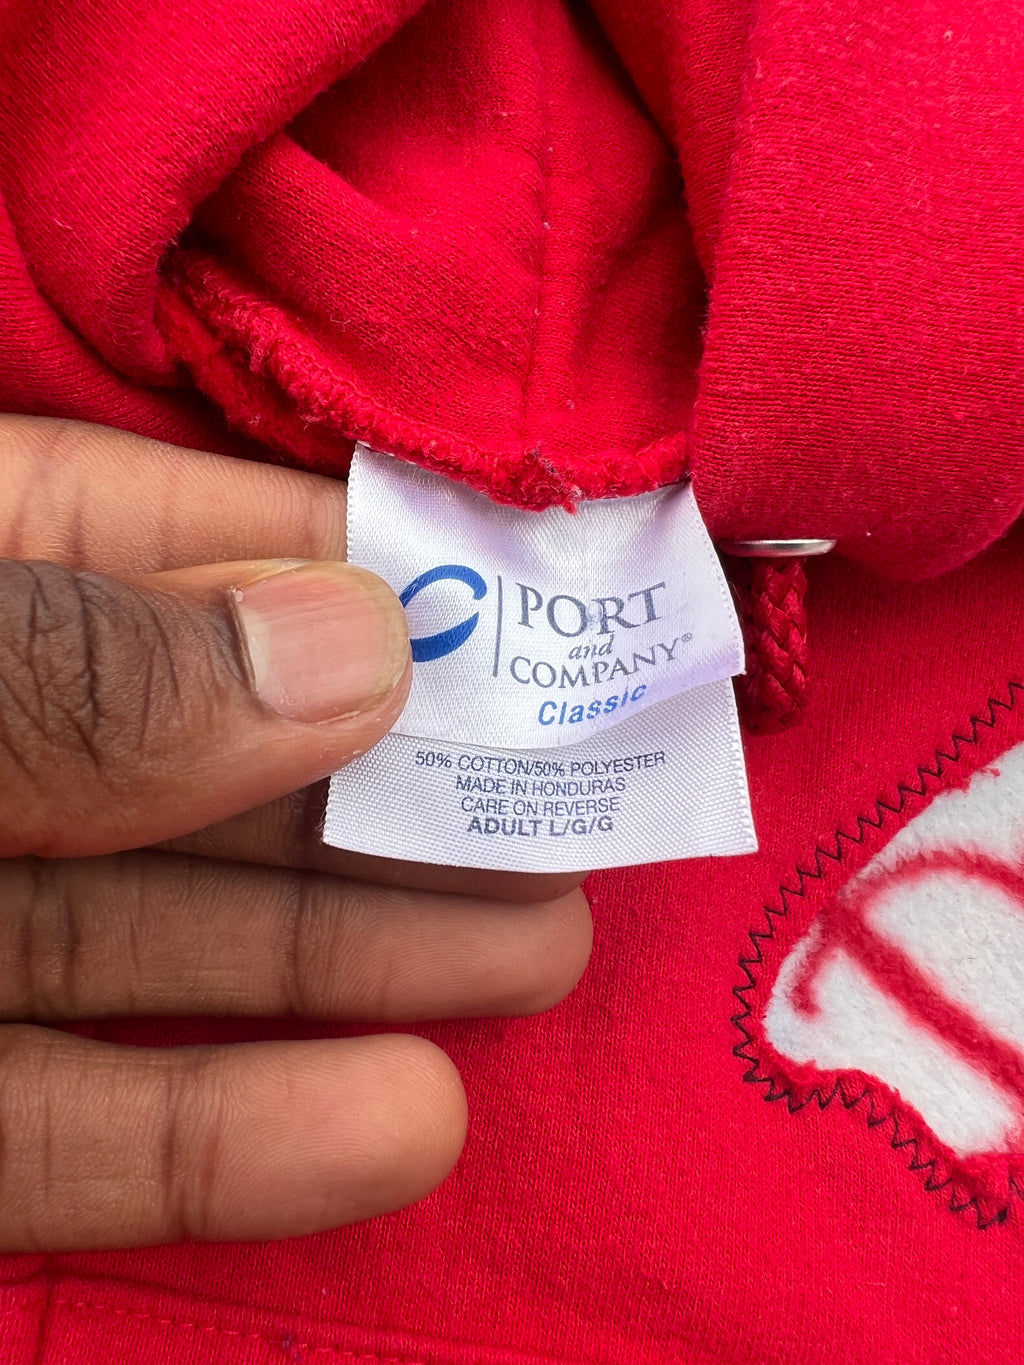 PORT
and
COMPANY®
Classic
50% COTTON/50% POLYESTER
MADE IN HONDURAS
CARE ON REVERSE
ADULT L/G/G